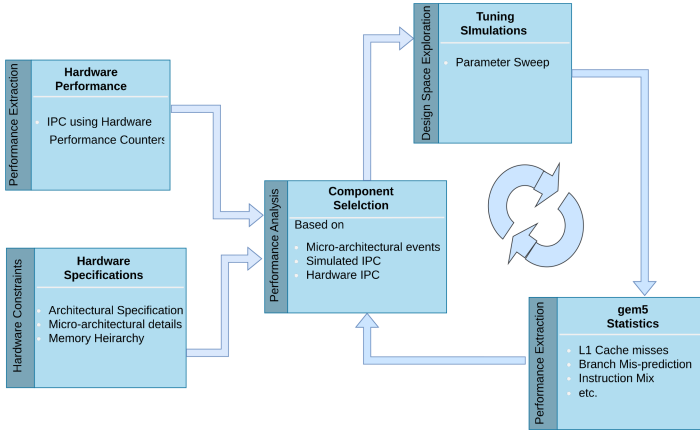 Performance Extraction
Hardware
Performance
IPC using Hardware
Performance Counters
Hardware Constraints
Hardware
Specifications
Architectural Specification
Micro-architectural details
Memory Heirarchy
Performance Analysis
Component
Selelction
Based on
Micro-architectural events
Simulated IPC
Hardware IPC
Design Space Exploration
Tuning
SImulations
Parameter Sweep
Performance Extraction
gem5
Statistics
L1 Cache misses
Branch Mis-prediction
Instruction Mix
etc.